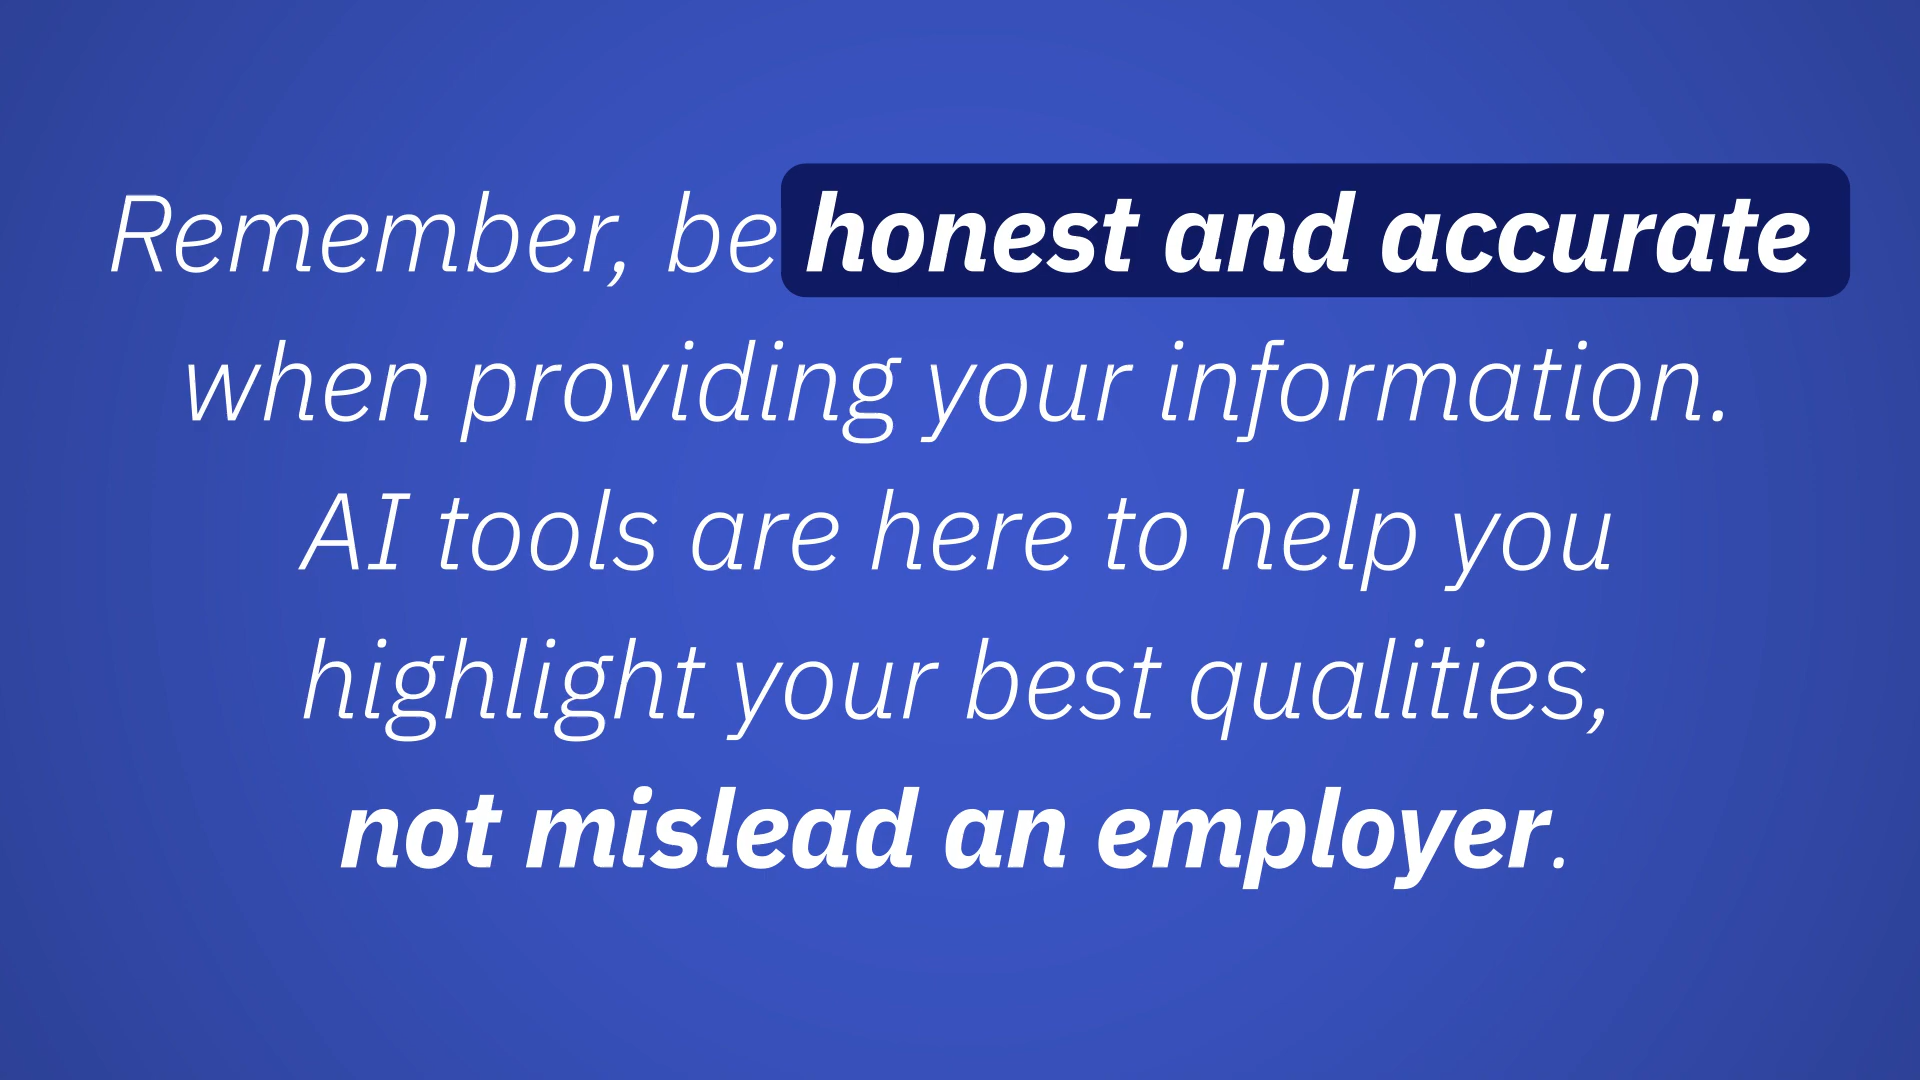 Remember, be honest and accurate
when providing your information.
AI tools are here to help you
highlight your best qualities,
not mislead an employer.